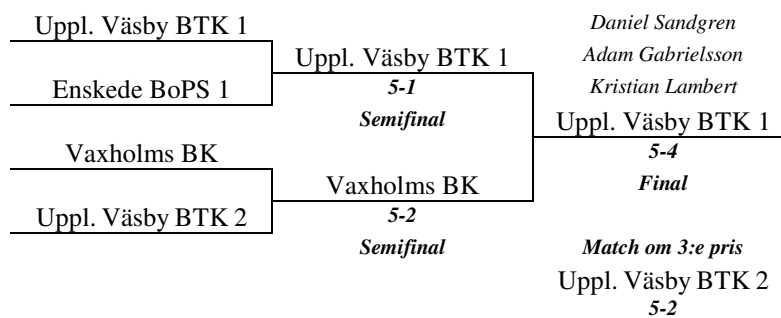 Uppl. Väsby BTK 1
Enskede BoPS 1
Vaxholms BK
Uppl. Väsby BTK 2
Uppl. Väsby BTK 1
5-1
Semifinal
Vaxholms BK
5-2
Semifinal
Daniel Sandgren
Adam Gabrielsson
Kristian Lambert
Uppl. Väsby BTK 1
5-4
Final
Match om 3:e pris
Uppl. Väsby BTK 2
5-2